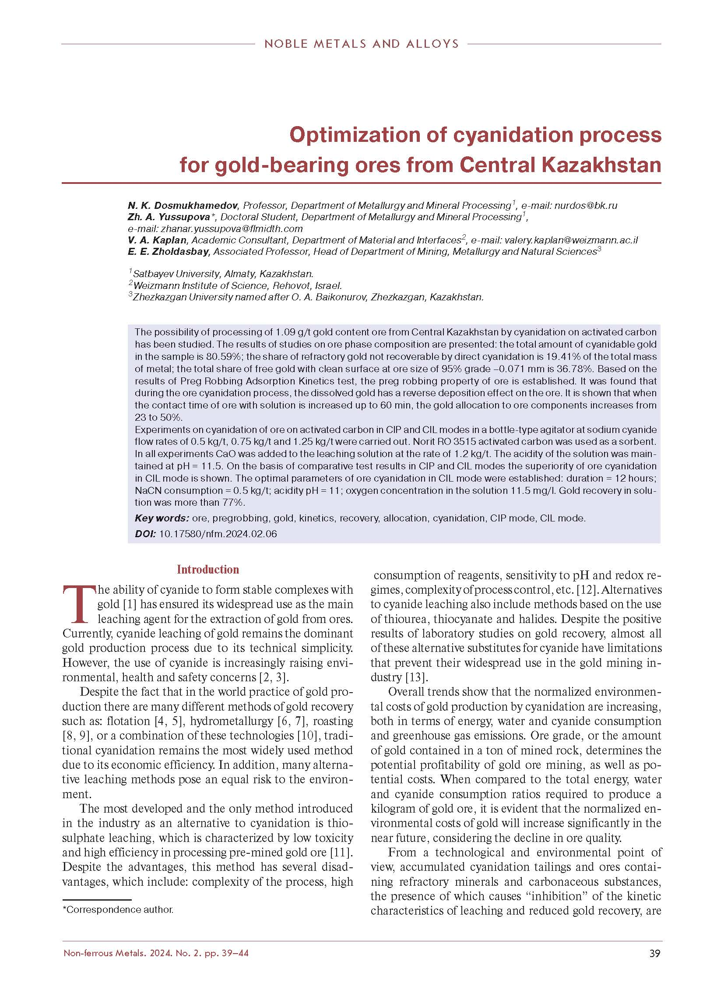 NOBLE METALS AND ALLOYS
Optimization of cyanidation process
for gold-bearing ores from Central Kazakhstan
N. K. Dosmukhamedov, Professor, Department of Metallurgy and Mineral Processing1, e-mail: nurdos@bk.ru
Zh. A. Yussupova*, Doctoral Student, Department of Metallurgy and Mineral Processing1,
e-mail: zhanar.yussupova@flmidth.com
V. A. Kaplan, Academic Consultant, Department of Material and Interfaces2, e-mail: valery.kaplan@weizmann.ac.il
E. E. Zholdasbay, Associated Professor, Head of Department of Mining, Metallurgy and Natural Sciences3
1Satbayev University, Almaty, Kazakhstan.
2Weizmann Institute of Science, Rehovot, Israel.
3Zhezkazgan University named after O. A. Baikonurov, Zhezkazgan, Kazakhstan.
The possibility of processing of 1.09 g/t gold content ore from Central Kazakhstan by cyanidation on activated carbon
has been studied. The results of studies on ore phase composition are presented: the total amount of cyanidable gold
in the sample is 80.59%; the share of refractory gold not recoverable by direct cyanidation is 19.41% of the total mass
of metal; the total share of free gold with clean surface at ore size of 95% grade –0.071 mm is 36.78%. Based on the
results of Preg Robbing Adsorption Kinetics test, the preg robbing property of ore is established. It was found that
during the ore cyanidation process, the dissolved gold has a reverse deposition effect on the ore. It is shown that when
the contact time of ore with solution is increased up to 60 min, the gold allocation to ore components increases from
23 to 50%.
Experiments on cyanidation of ore on activated carbon in CIP and CIL modes in a bottle-type agitator at sodium cyanide
flow rates of 0.5 kg/t, 0.75 kg/t and 1.25 kg/t were carried out. Norit RO 3515 activated carbon was used as a sorbent.
In all experiments CaO was added to the leaching solution at the rate of 1.2 kg/t. The acidity of the solution was main-
tained at pH = 11.5. On the basis of comparative test results in CIP and CIL modes the superiority of ore cyanidation
in CIL mode is shown. The optimal parameters of ore cyanidation in CIL mode were established: duration = 12 hours;
NaCN consumption = 0.5 kg/t; acidity pH = 11; oxygen concentration in the solution 11.5 mg/l. Gold recovery in solu-
tion was more than 77%.
Key words: ore, pregrobbing, gold, kinetics, recovery, allocation, cyanidation, CIP mode, CIL mode.
DOI: 10.17580/nfm.2024.02.06
Introduction
The ability of cyanide to form stable complexes with
gold [1] has ensured its widespread use as the main
leaching agent for the extraction of gold from ores.
Currently, cyanide leaching of gold remains the dominant
gold production process due to its technical simplicity.
However, the use of cyanide is increasingly raising envi-
ronmental, health and safety concerns [2, 3].
Despite the fact that in the world practice of gold pro-
duction there are many different methods of gold recovery
such as: flotation [4, 5], hydrometallurgy [6, 7], roasting
[8, 9], or a combination of these technologies [10], tradi-
tional cyanidation remains the most widely used method
due to its economic efficiency. In addition, many alterna-
tive leaching methods pose an equal risk to the environ-
ment.
The most developed and the only method introduced
in the industry as an alternative to cyanidation is thio-
sulphate leaching, which is characterized by low toxicity
and high efficiency in processing pre-mined gold ore [11].
Despite the advantages, this method has several disad-
vantages, which include: complexity of the process, high
*Correspondence author.
consumption of reagents, sensitivity to pH and redox re-
gimes, complexity of process control, etc. [12]. Alternatives
to cyanide leaching also include methods based on the use
of thiourea, thiocyanate and halides. Despite the positive
results of laboratory studies on gold recovery, almost all
of these alternative substitutes for cyanide have limitations
that prevent their widespread use in the gold mining in-
dustry [13].
Overall trends show that the normalized environmen-
tal costs of gold production by cyanidation are increasing,
both in terms of energy, water and cyanide consumption
and greenhouse gas emissions. Ore grade, or the amount
of gold contained in a ton of mined rock, determines the
potential profitability of gold ore mining, as well as po-
tential costs. When compared to the total energy, water
and cyanide consumption ratios required to produce a
kilogram of gold ore, it is evident that the normalized en-
vironmental costs of gold will increase significantly in the
near future, considering the decline in ore quality.
From a technological and environmental point of
view, accumulated cyanidation tailings and ores contai-
ning refractory minerals and carbonaceous substances,
the presence of which causes “inhibition” of the kinetic
characteristics of leaching and reduced gold recovery, are
Non-ferrous Metals. 2024. No. 2. pp. 39–44
39